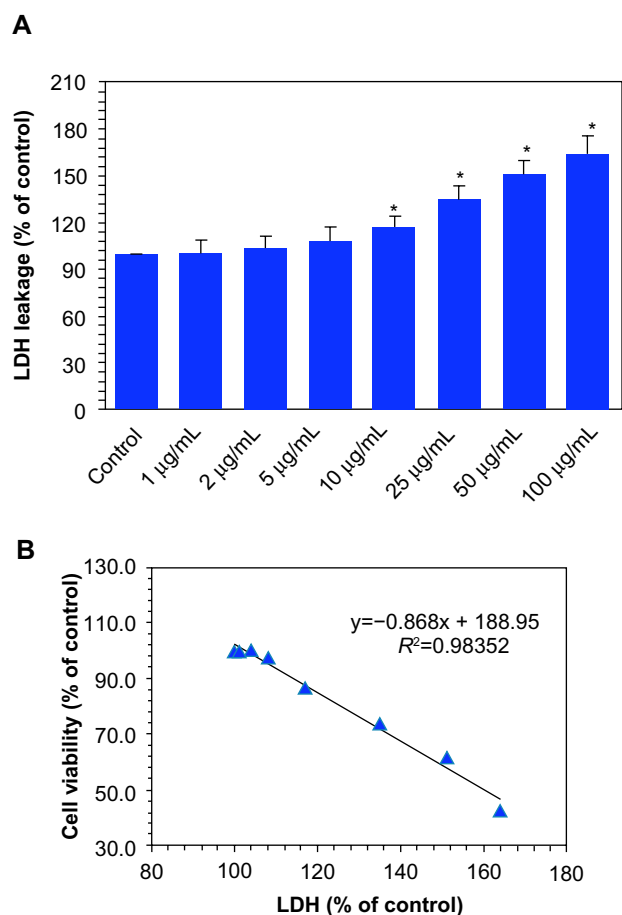 A
LDH leakage (% of control)
210
180
150
120
90
60
30
0
*
*
*
*
Control
1 µg/mL
2 µg/mL
5 µg/mL
10 µg/mL
25 µg/mL
50 µg/mL
100 µg/mL
B
Cell viability (% of control)
130.0
110.0
90.0
70.0
50.0
30.0
y=−0.868x + 188.95
R²=0.98352
80 100 120 140 160 180
LDH (% of control)